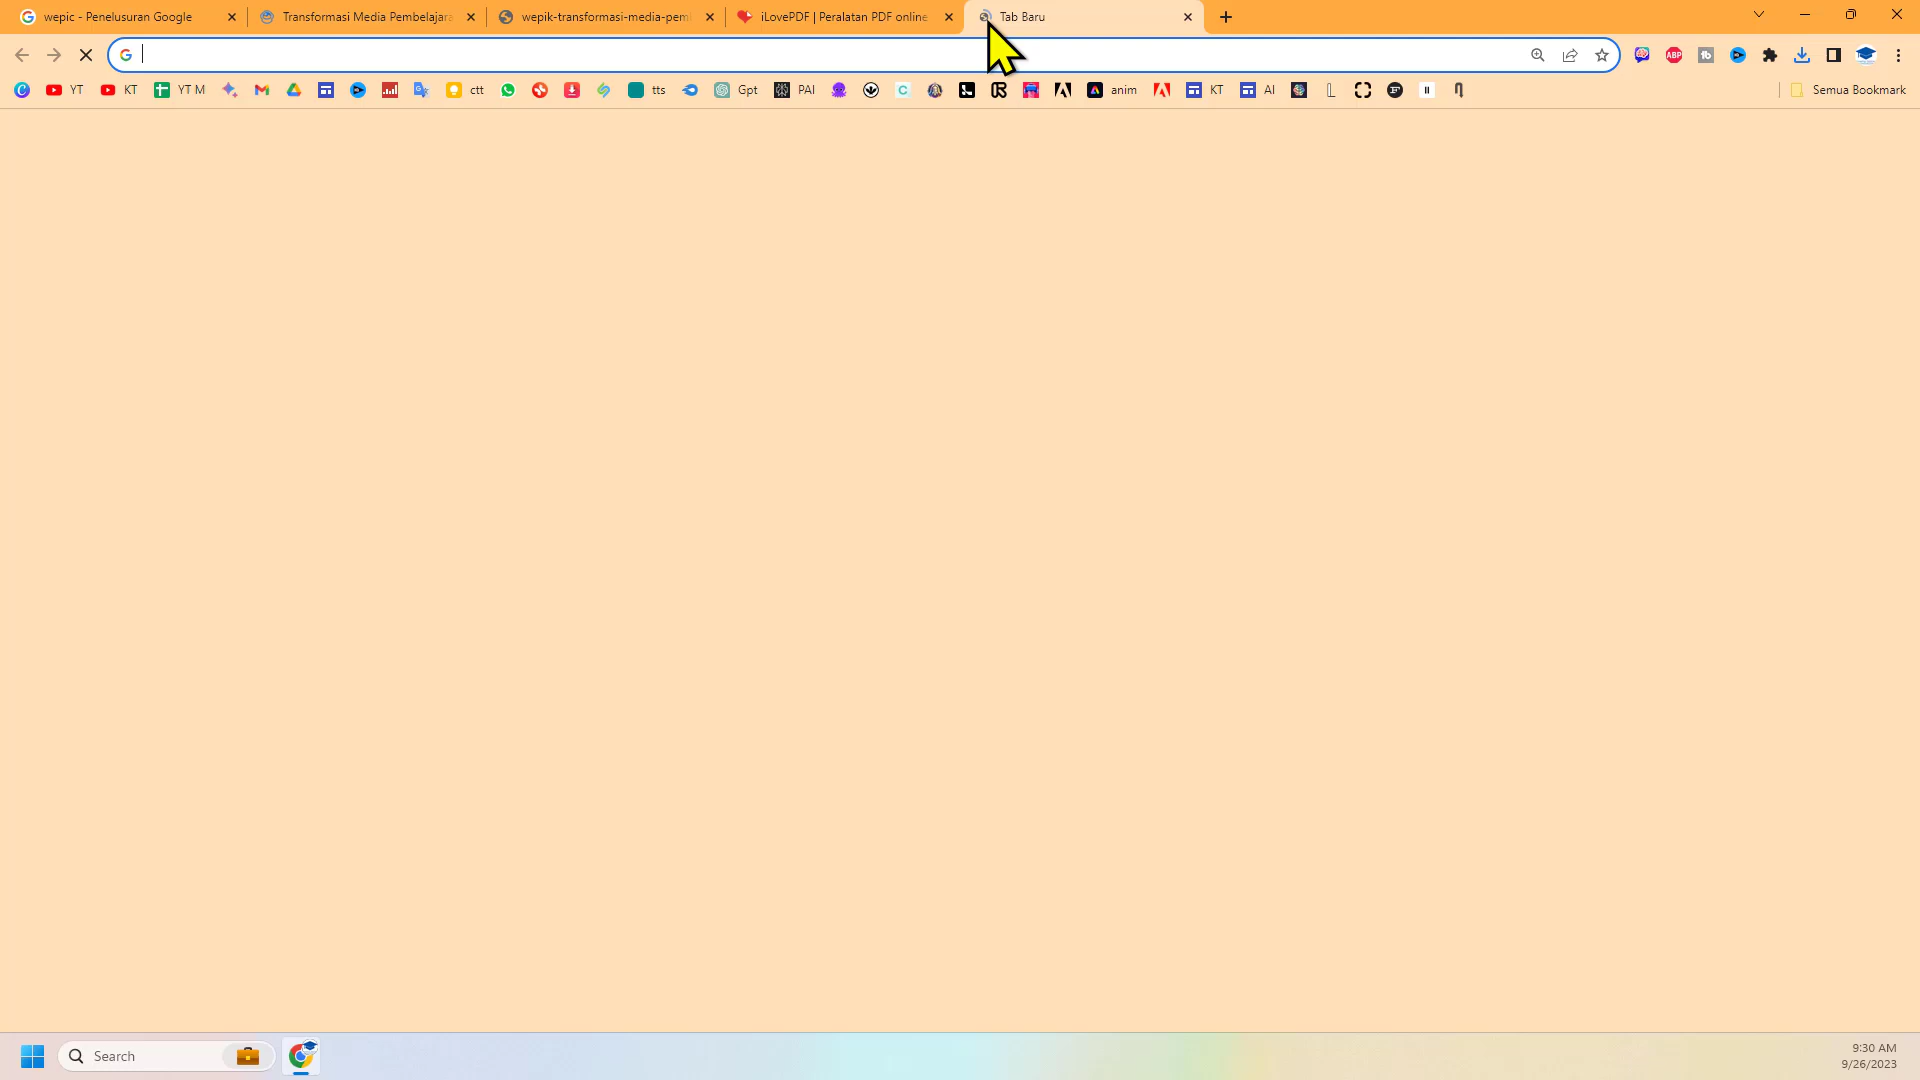 wepic - Penelusuran Google
Transformasi Media Pembelajara
wepik-transformasi-media-pem
iLovePDF | Peralatan PDF online
Tab Baru
YT
KT
YT M
ctt
tts
Gpt
PAI
anim
KT
AI
Semua Bookmark
Search
9:30 AM
9/26/2023